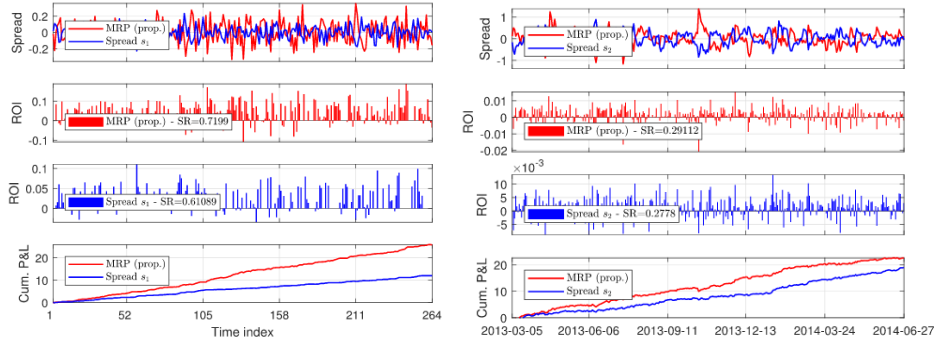 Spread
0.2
0
-0.2
MRP (prop.)
Spread s₁
ROI
0.1
0
-0.1
MRP (prop.) - SR=0.7199
ROI
0.1
0.05
0
Spread s₁ - SR=0.61089
Cum. P&L
20
10
0
MRP (prop.)
Spread s₁
1 52 105 158 211 264
Time index
Spread
1
0
-1
MRP (prop.)
Spread s₂
ROI
0.01
0
-0.01
-0.02
MRP (prop.) - SR=0.29112
×10⁻³
ROI
10
5
0
-5
Spread s₂ - SR=0.2778
Cum. P&L
20
10
0
MRP (prop.)
Spread s₂
2013-03-05 2013-06-06 2013-09-11 2013-12-13 2014-03-24 2014-06-27